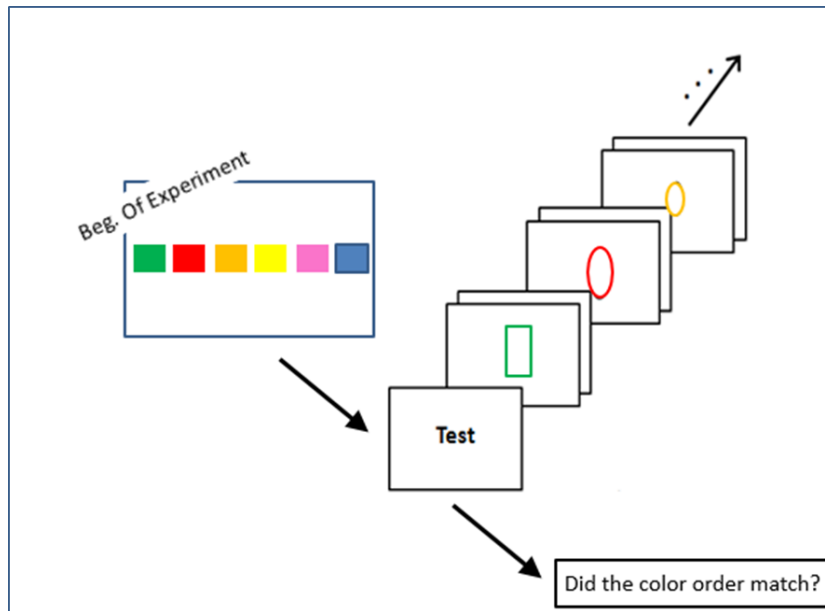 Beg. Of Experiment
Test
Did the color order match?